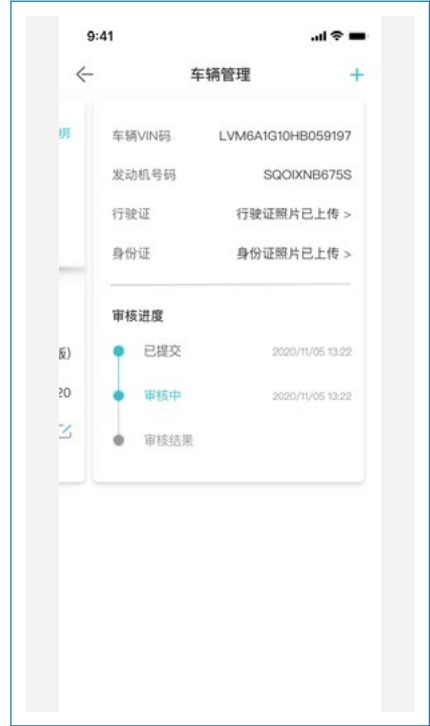 9:41
车辆管理
绑
车辆VIN码 LVM6A1G10HB059197
发动机号码 SQOIXNB675S
行驶证 行驶证照片已上传 >
身份证 身份证照片已上传 >
审核进度
版)
已提交 2020/11/05 13:22
20
审核中 2020/11/05 13:22
审核结果